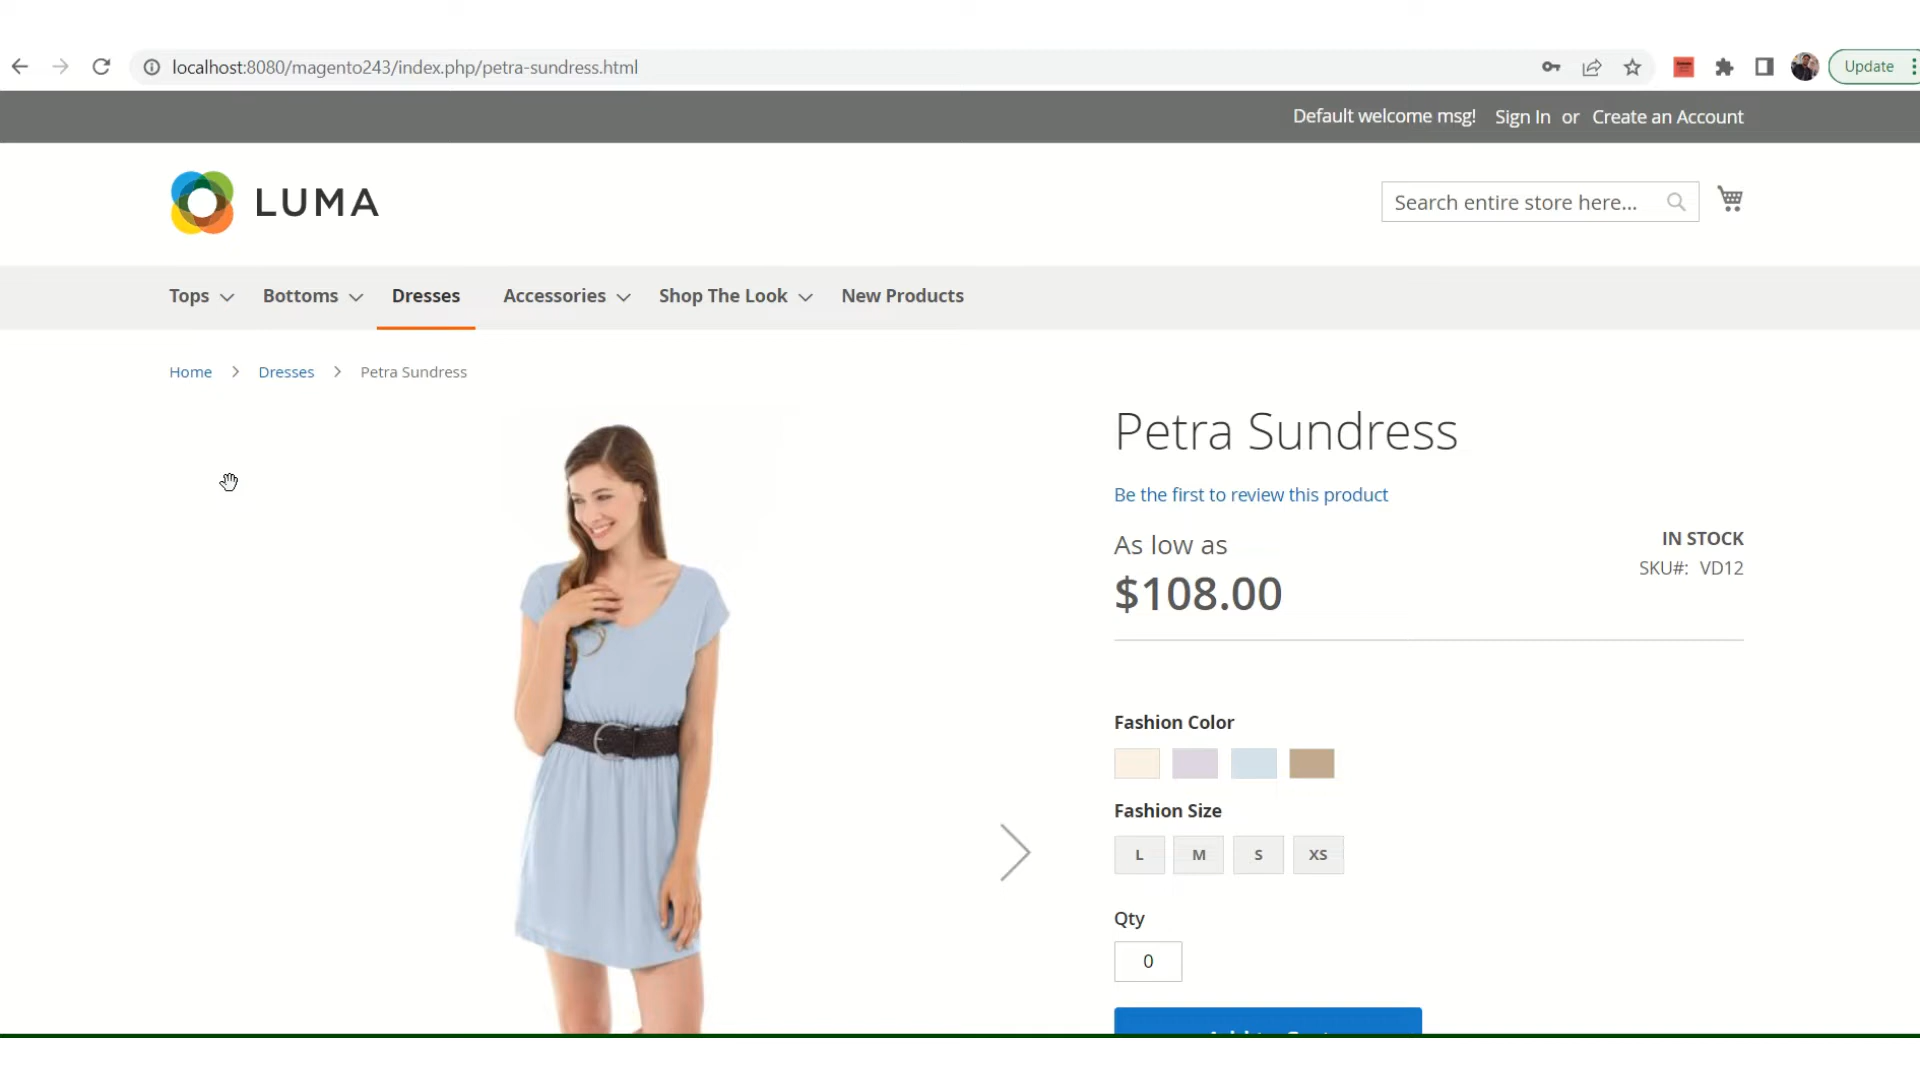 localhost:8080/magento243/index.php/petra-sundress.html
Update
Default welcome msg! Sign In or Create an Account
LUMA
Search entire store here...
Tops Bottoms Dresses Accessories Shop The Look New Products
Home Dresses Petra Sundress
Petra Sundress
Be the first to review this product
As low as
IN STOCK
$108.00
SKU#: VD12
Fashion Color
Fashion Size
L M S XS
Qty
0
Add to Cart